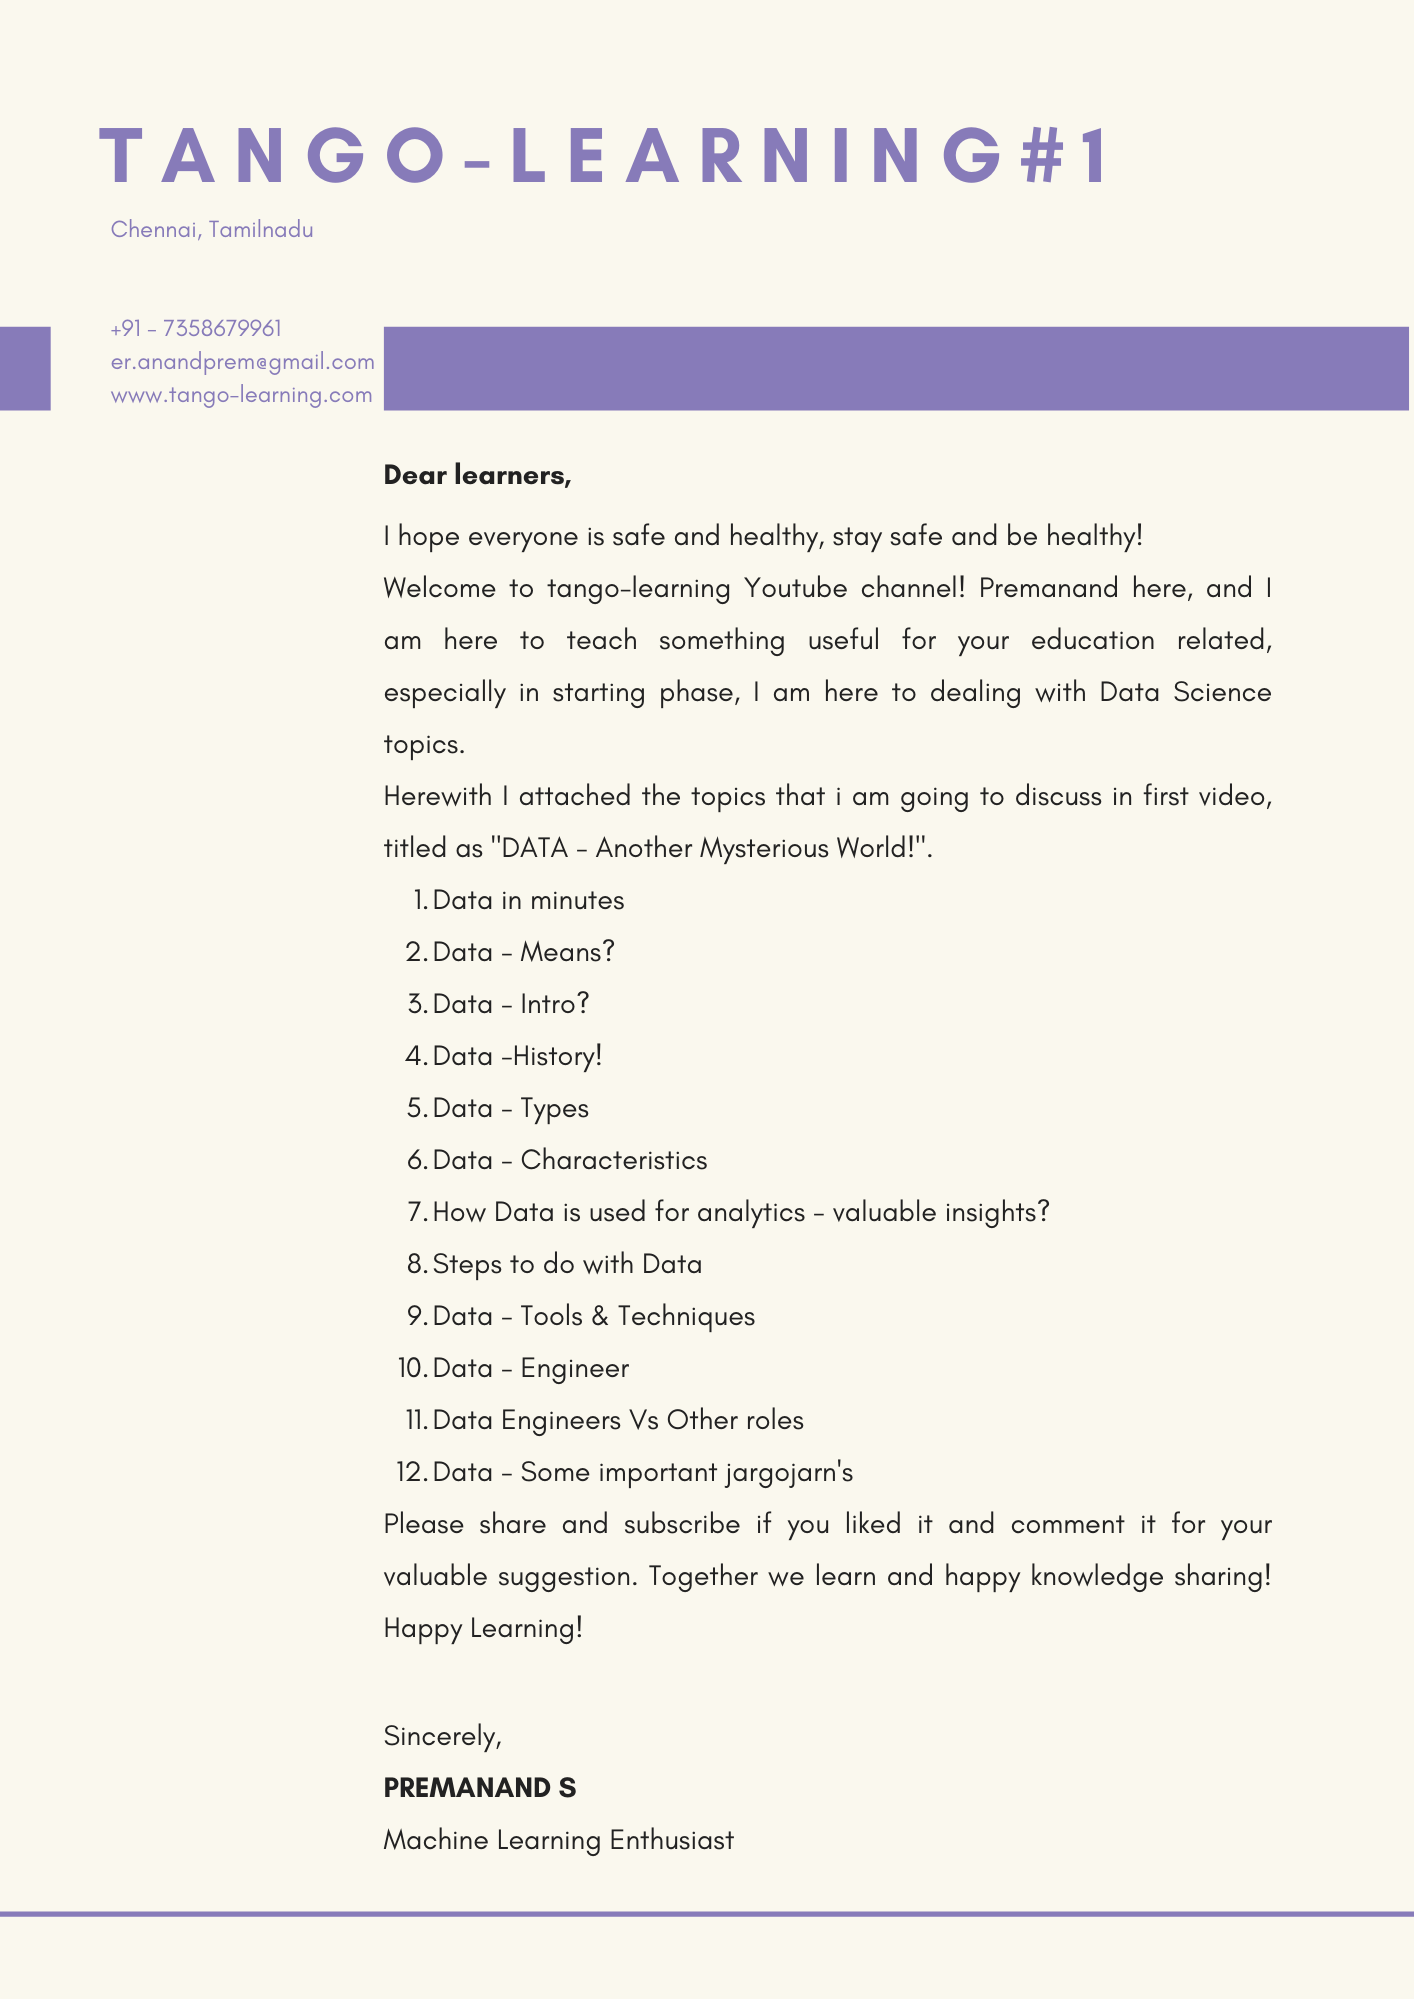 TANGO-LEARNING#1
Chennai, Tamilnadu
+91 - 7358679961
er.anandprem@gmail.com
www.tango-learning.com
Dear learners,
I hope everyone is safe and healthy, stay safe and be healthy!
Welcome to tango-learning Youtube channel! Premanand here, and I
am here to teach something useful for your education related,
especially in starting phase, I am here to dealing with Data Science
topics.
Herewith I attached the topics that i am going to discuss in first video,
titled as "DATA - Another Mysterious World!".
1. Data in minutes
2. Data - Means?
3. Data - Intro?
4. Data -History!
5. Data - Types
6. Data - Characteristics
7. How Data is used for analytics - valuable insights?
8. Steps to do with Data
9. Data - Tools & Techniques
10. Data - Engineer
11. Data Engineers Vs Other roles
12. Data - Some important jargojarn's
Please share and subscribe if you liked it and comment it for your
valuable suggestion. Together we learn and happy knowledge sharing!
Happy Learning!
Sincerely,
PREMANAND S
Machine Learning Enthusiast